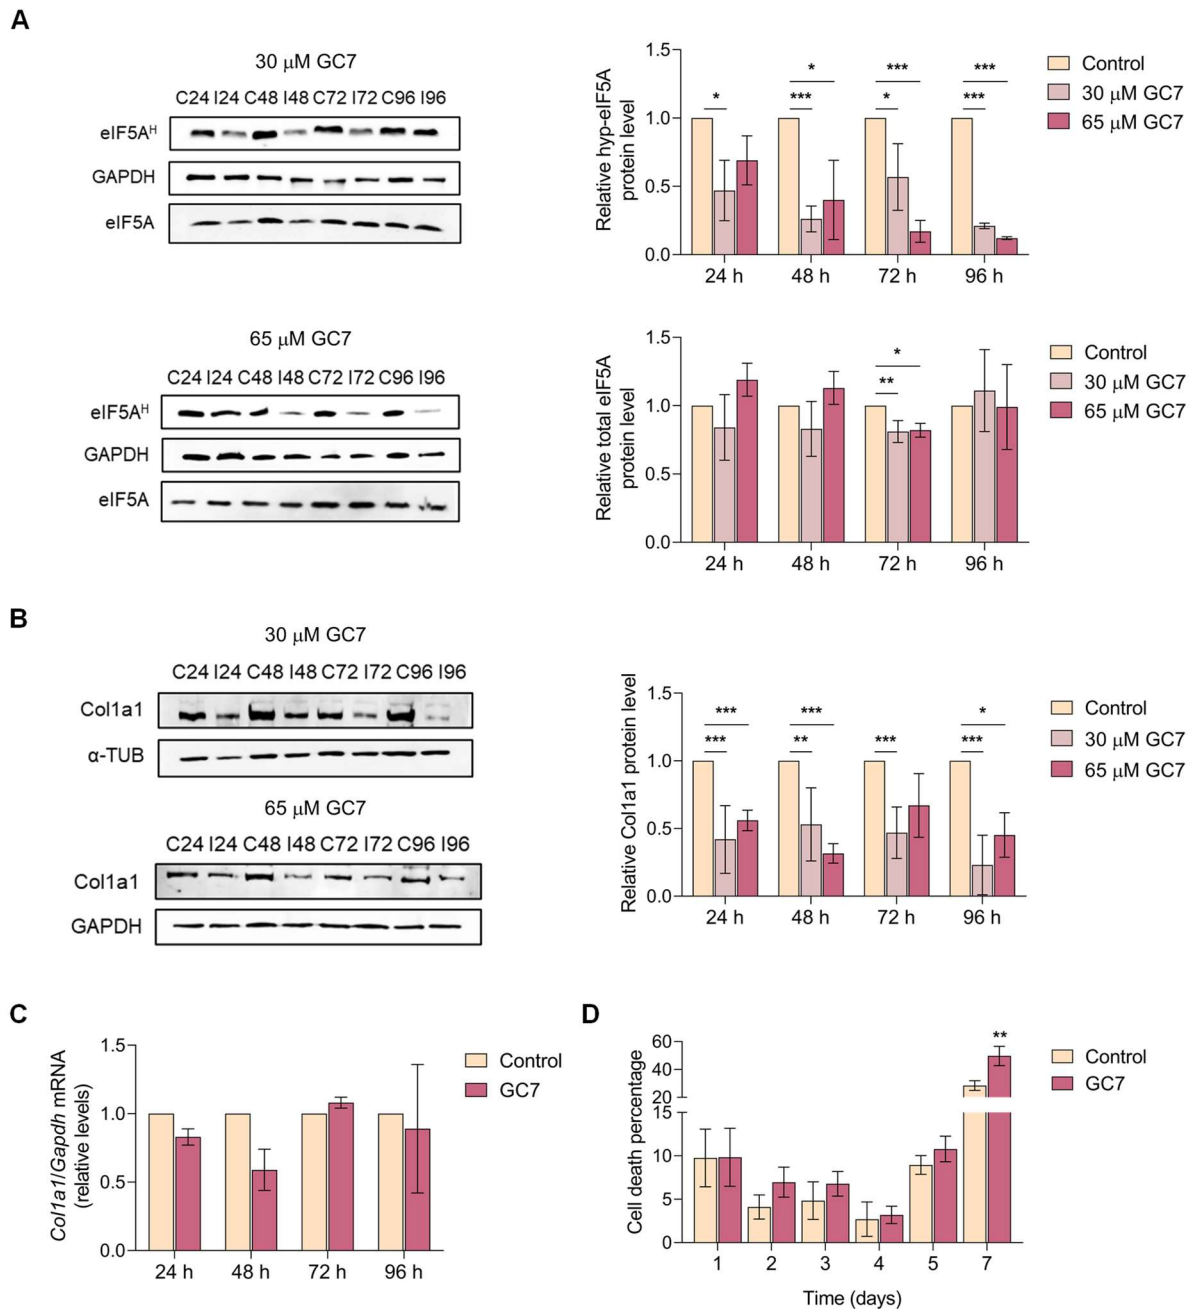 A
30 μM GC7
C24 I24 C48 I48 C72 I72 C96 I96
eIF5Aᴴ
GAPDH
eIF5A
65 μM GC7
C24 I24 C48 I48 C72 I72 C96 I96
eIF5Aᴴ
GAPDH
eIF5A
Relative hyp-eIF5A
protein level
1.5
1.0
0.5
0.0
* *** * * *** *** ***
24 h 48 h 72 h 96 h
Control
30 μM GC7
65 μM GC7
Relative total eIF5A
protein level
1.5
1.0
0.5
0.0
*
**
24 h 48 h 72 h 96 h
Control
30 μM GC7
65 μM GC7
B
30 μM GC7
C24 I24 C48 I48 C72 I72 C96 I96
Col1a1
α-TUB
65 μM GC7
C24 I24 C48 I48 C72 I72 C96 I96
Col1a1
GAPDH
Relative Col1a1 protein level
1.5
1.0
0.5
0.0
*** *** *
*** ** *** ***
24 h 48 h 72 h 96 h
Control
30 μM GC7
65 μM GC7
C
Col1a1/Gapdh mRNA
(relative levels)
1.5
1.0
0.5
0.0
24 h 48 h 72 h 96 h
Control
GC7
D
Cell death percentage
60
40
20
15
10
5
0
**
1 2 3 4 5 7
Time (days)
Control
GC7